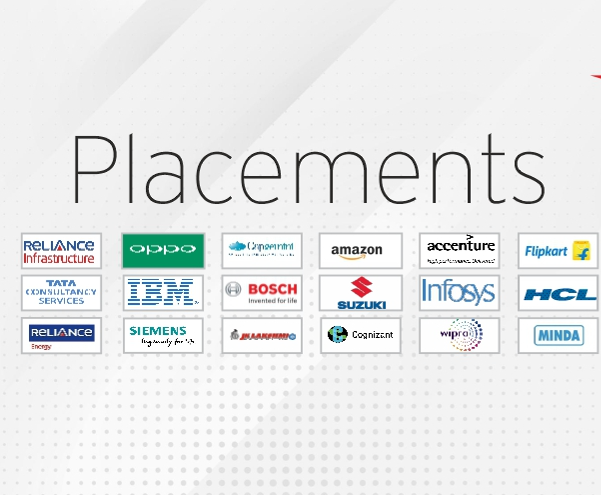 Placements
RELIANCE
Infrastructure
oppo
Capgemini
amazon
accenture
High performance. Delivered.
Flipkart
TATA
CONSULTANCY
SERVICES
IBM
BOSCH
Invented for life
SUZUKI
Infosys
HCL
RELIANCE
Energy
SIEMENS
Ingenuity for life
Cognizant
wipro
MINDA